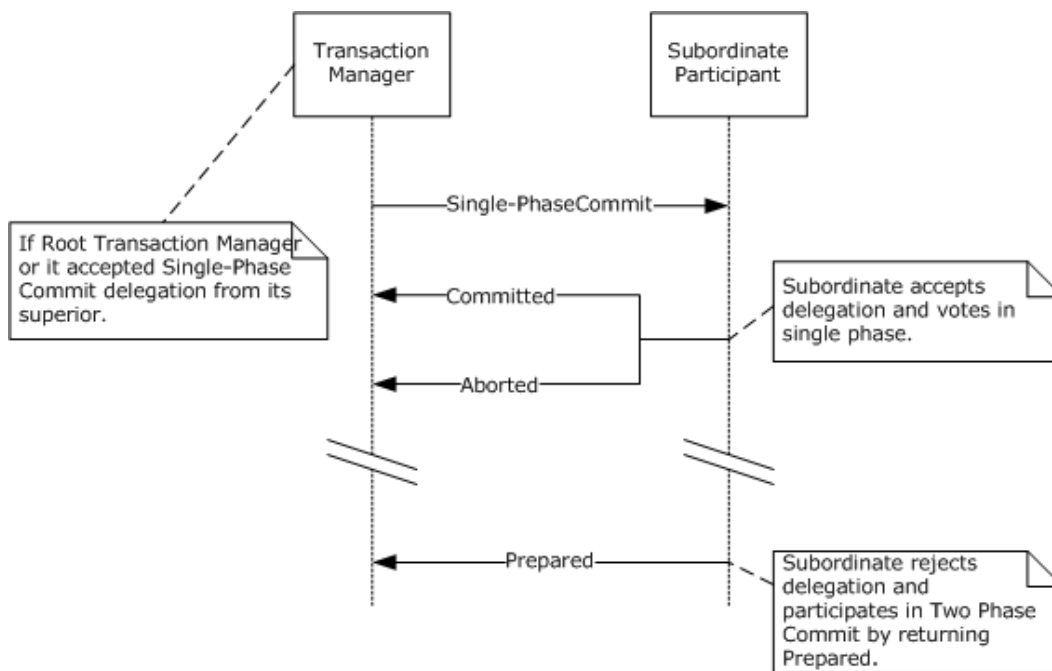 Transaction
Manager
Subordinate
Participant
Single-PhaseCommit
If Root Transaction Manager
or it accepted Single-Phase
Commit delegation from its
superior.
Committed
Subordinate accepts
delegation and votes in
single phase.
Aborted
Prepared
Subordinate rejects
delegation and
participates in Two Phase
Commit by returning
Prepared.